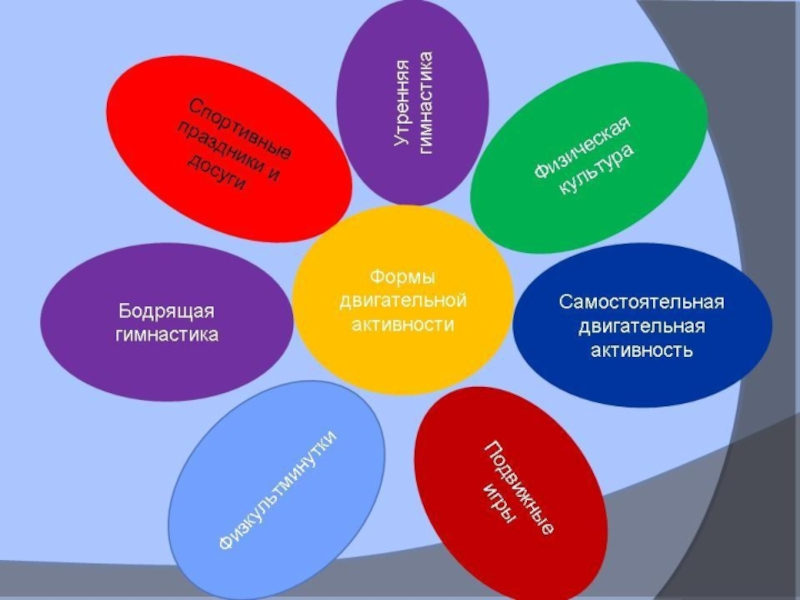 Утренняя
гимнастика
Спортивные
праздники и
досуги
Физическая
культура
Формы
двигательной
активности
Бодрящая
гимнастика
Самостоятельная
двигательная
активность
Физкультминутки
Подвижные
игры